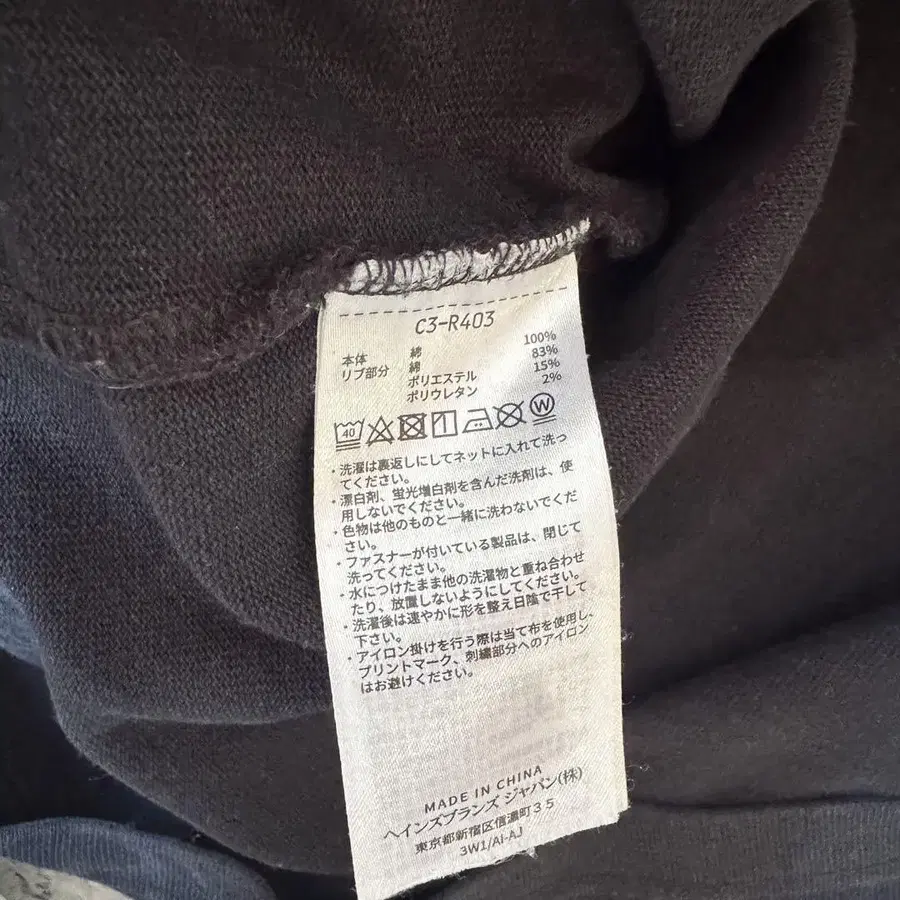 C3-R403
本体 綿 100%
リブ部分 綿 83%
ポリエステル 15%
ポリウレタン 2%
40 W
・洗濯は裏返しにしてネットに入れて洗っ
てください。
・漂白剤、蛍光増白剤を含んだ洗剤は、使
用しないでください。
・色物は他のものと一緒に洗わないでくだ
さい。
・ファスナーが付いている製品は、閉じて
洗ってください。
・水につけたまま他の洗濯物と重ね合わせ
たり、放置しないようにしてください。
・洗濯後は速やかに形を整え日陰で干して
下さい。
・アイロン掛けを行う際は当て布を使用し、
プリントマーク、刺繍部分へのアイロン
はお避けください。
MADE IN CHINA
ヘインズブランズ ジャパン(株)
東京都新宿区信濃町35
3W1/Ai-AJ